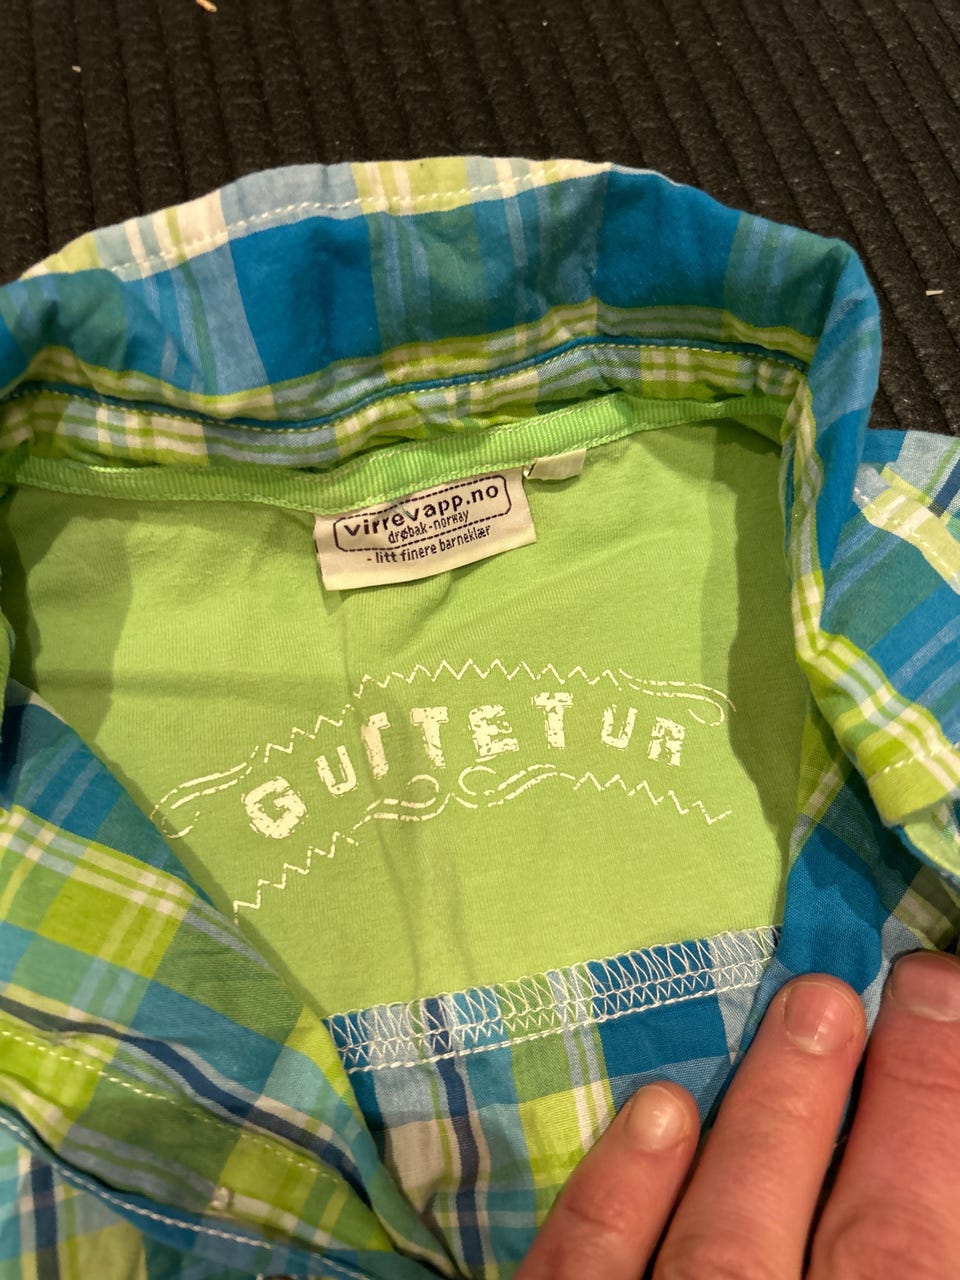 virrevapp.no
drøbak-norway
- litt finere barneklær
GUTTETUR